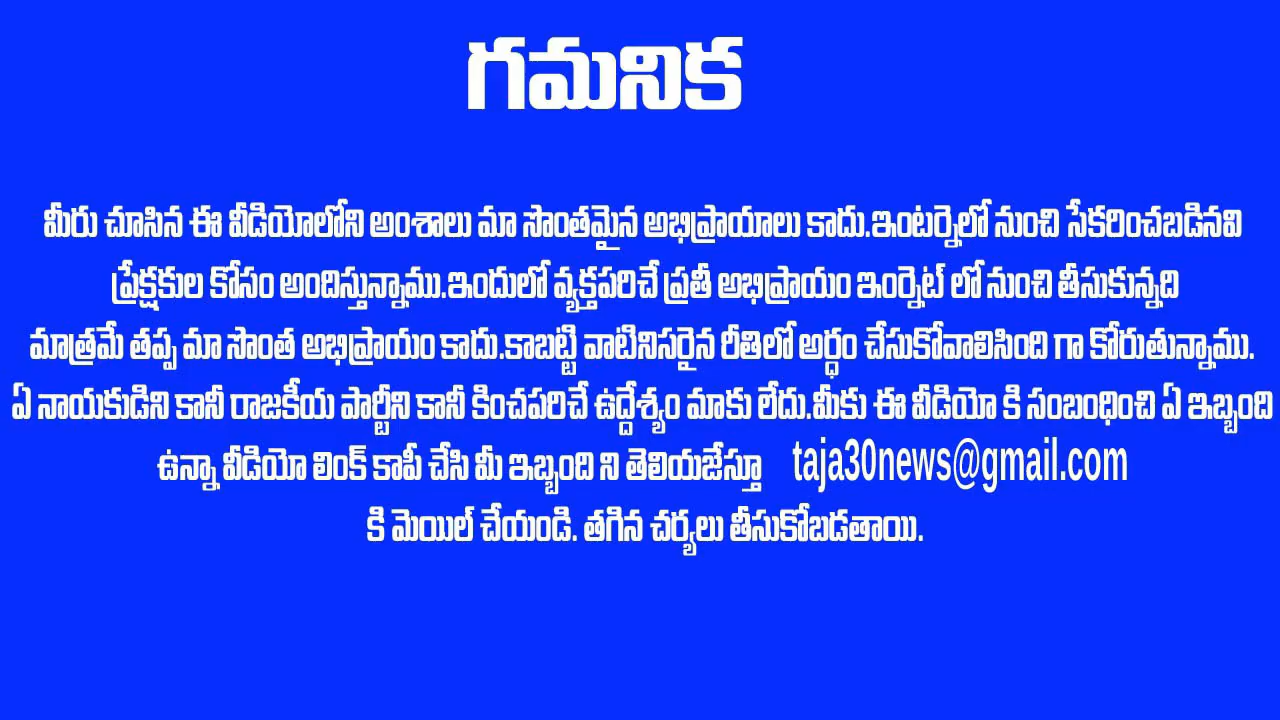 గమనిక
మీరు చూసిన ఈ వీడియోలోని అంశాలు మా సొంతమైన అభిప్రాయాలు కాదు.ఇంటర్నెలో నుంచి సేకరించబడినవి
ప్రేక్షకుల కోసం అందిస్తున్నాము.ఇందులో వ్యక్తపరిచే ప్రతీ అభిప్రాయం ఇంర్నెట్ లో నుంచి తీసుకున్నది
మాత్రమే తప్ప మా సొంత అభిప్రాయం కాదు.కాబట్టి వాటినిసరైన రీతిలో అర్ధం చేసుకోవాలిసింది గా కోరుతున్నాము.
ఏ నాయకుడిని కానీ రాజకీయ పార్టీని కానీ కించపరిచే ఉద్దేశ్యం మాకు లేదు.మీకు ఈ వీడియో కి సంబంధించి ఏ ఇబ్బంది
ఉన్నా వీడియో లింక్ కాపీ చేసి మీ ఇబ్బంది ని తెలియజేస్తూ taja30news@gmail.com
కి మెయిల్ చేయండి. తగిన చర్యలు తీసుకోబడతాయి.